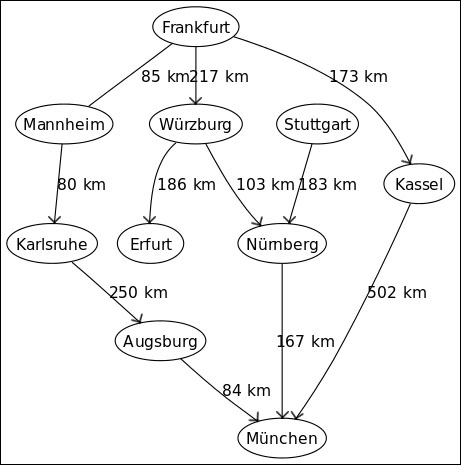 Frankfurt
85 km
217 km
173 km
Mannheim
Würzburg
Stuttgart
Kassel
80 km
186 km
103 km
183 km
Karlsruhe
Erfurt
Nürnberg
250 km
502 km
Augsburg
167 km
84 km
München